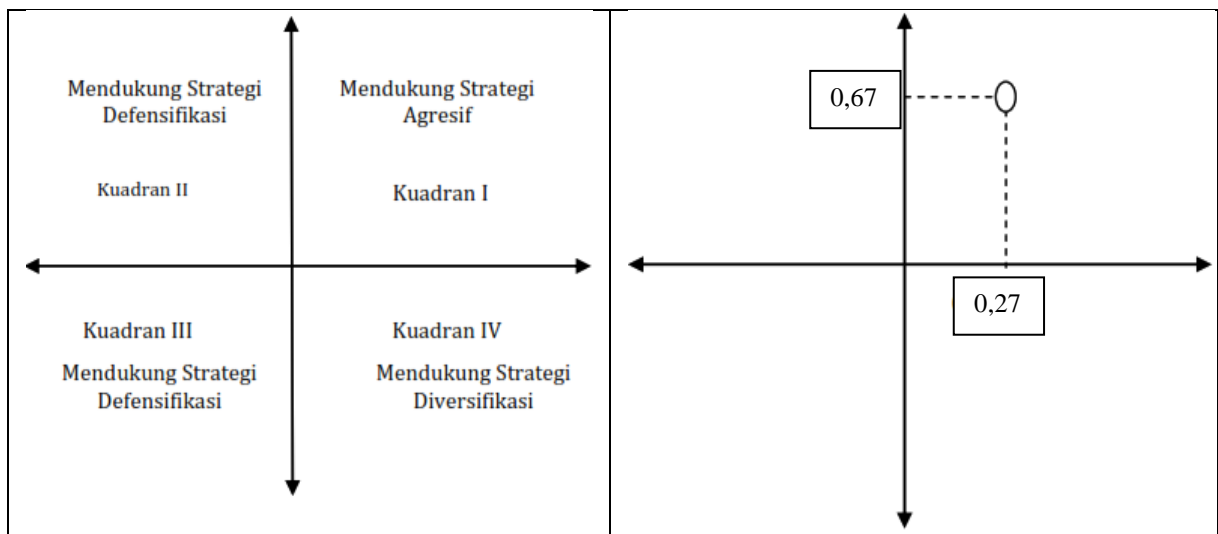 Mendukung Strategi
Defensifikasi
Mendukung Strategi
Agresif
Kuadran II
Kuadran I
Kuadran III
Mendukung Strategi
Defensifikasi
Kuadran IV
Mendukung Strategi
Diversifikasi
0,67
0,27